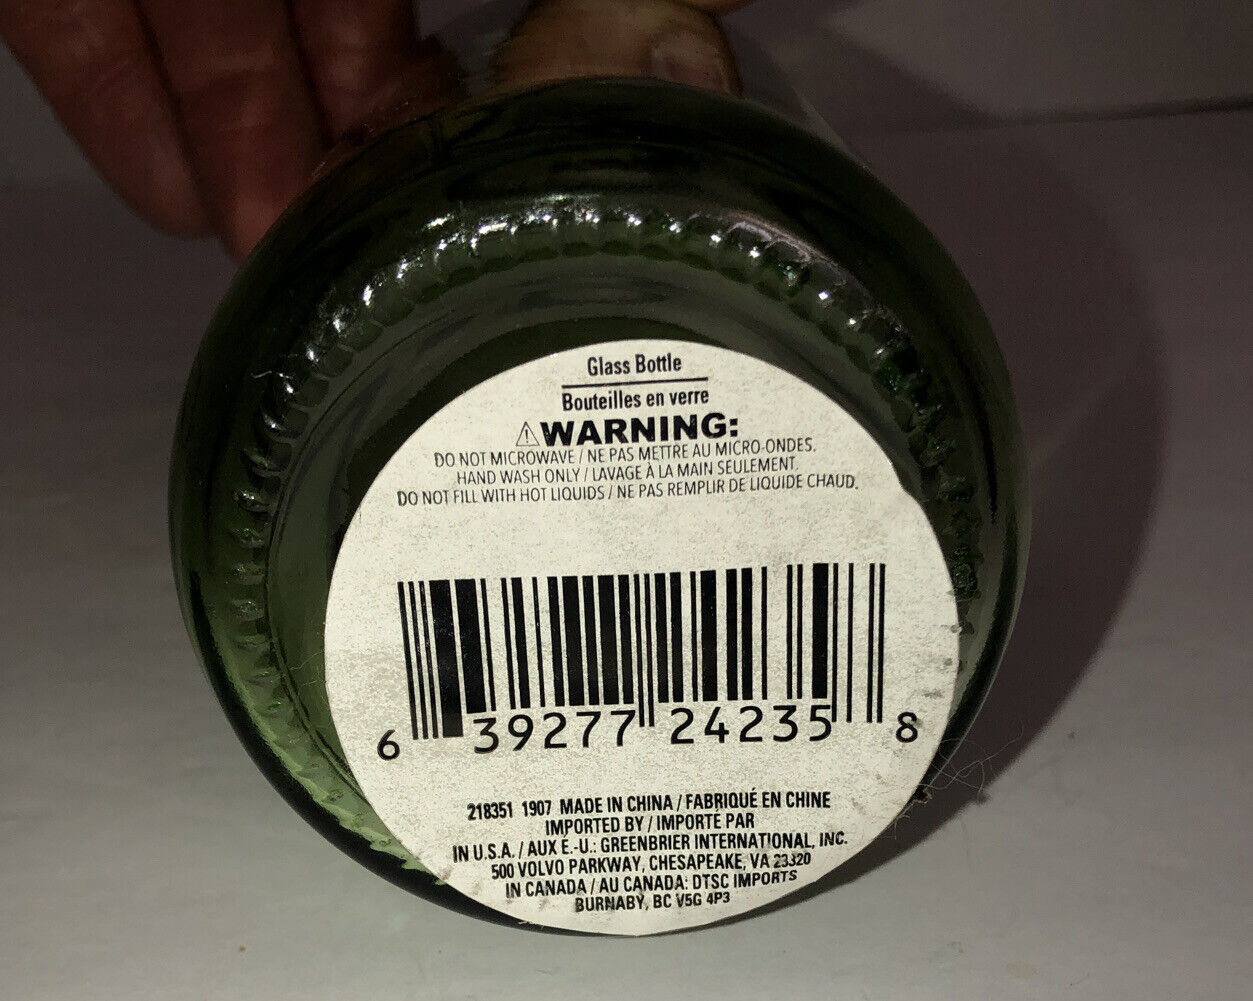 Glass Bottle
Bouteilles en verre
⚠WARNING:
DO NOT MICROWAVE / NE PAS METTRE AU MICRO-ONDES.
HAND WASH ONLY / LAVAGE À LA MAIN SEULEMENT.
DO NOT FILL WITH HOT LIQUIDS / NE PAS REMPLIR DE LIQUIDE CHAUD.
6 39277 24235 8
218351 1907 MADE IN CHINA / FABRIQUÉ EN CHINE
IMPORTED BY / IMPORTÉ PAR
IN U.S.A. / AUX É.-U.: GREENBRIER INTERNATIONAL, INC.
500 VOLVO PARKWAY, CHESAPEAKE, VA 23320
IN CANADA / AU CANADA: DTSC IMPORTS
BURNABY, BC V5G 4P3